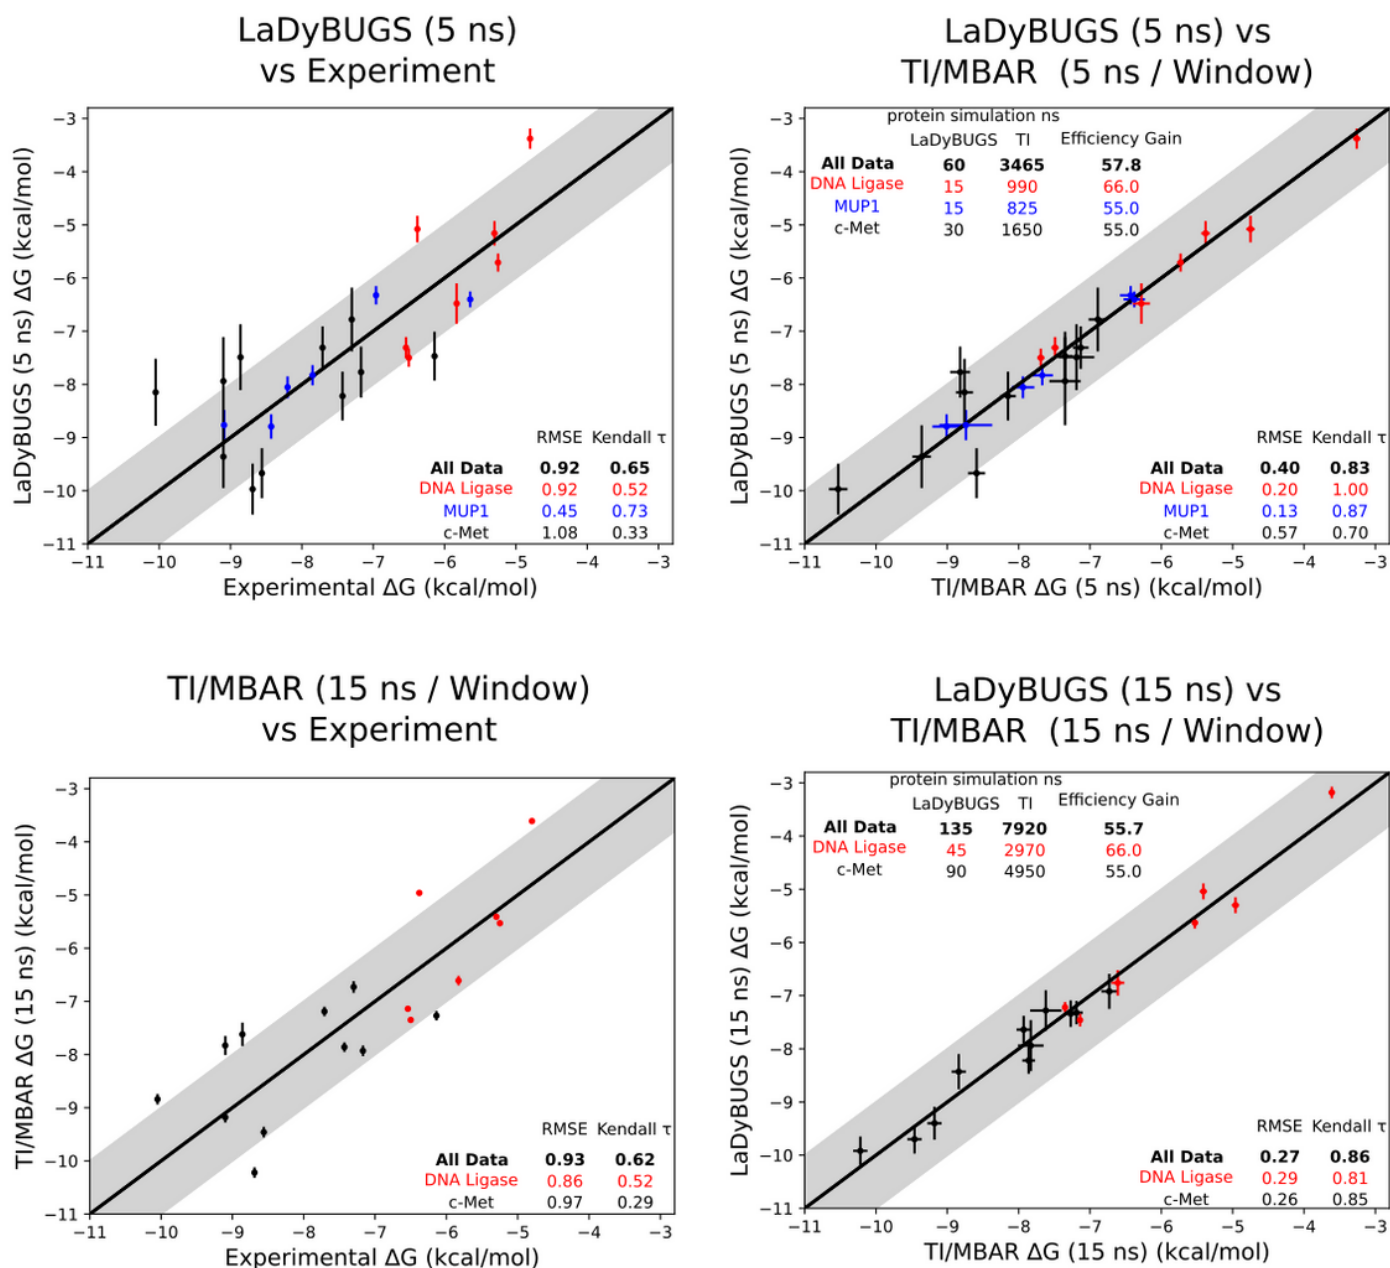 LaDyBUGS (5 ns)
vs Experiment
LaDyBUGS (5 ns) ΔG (kcal/mol)
−3
−4
−5
−6
−7
−8
−9
−10
−11
RMSE Kendall τ
All Data 0.92 0.65
DNA Ligase 0.92 0.52
MUP1 0.45 0.73
c-Met 1.08 0.33
−11 −10 −9 −8 −7 −6 −5 −4 −3
Experimental ΔG (kcal/mol)
LaDyBUGS (5 ns) vs
TI/MBAR (5 ns / Window)
LaDyBUGS (5 ns) ΔG (kcal/mol)
−3
−4
−5
−6
−7
−8
−9
−10
−11
protein simulation ns
LaDyBUGS TI Efficiency Gain
All Data 60 3465 57.8
DNA Ligase 15 990 66.0
MUP1 15 825 55.0
c-Met 30 1650 55.0
RMSE Kendall τ
All Data 0.40 0.83
DNA Ligase 0.20 1.00
MUP1 0.13 0.87
c-Met 0.57 0.70
−11 −10 −9 −8 −7 −6 −5 −4 −3
TI/MBAR ΔG (5 ns) (kcal/mol)
TI/MBAR (15 ns / Window)
vs Experiment
TI/MBAR ΔG (15 ns) (kcal/mol)
−3
−4
−5
−6
−7
−8
−9
−10
−11
RMSE Kendall τ
All Data 0.93 0.62
DNA Ligase 0.86 0.52
c-Met 0.97 0.29
−11 −10 −9 −8 −7 −6 −5 −4 −3
Experimental ΔG (kcal/mol)
LaDyBUGS (15 ns) vs
TI/MBAR (15 ns / Window)
LaDyBUGS (15 ns) ΔG (kcal/mol)
−3
−4
−5
−6
−7
−8
−9
−10
−11
protein simulation ns
LaDyBUGS TI Efficiency Gain
All Data 135 7920 55.7
DNA Ligase 45 2970 66.0
c-Met 90 4950 55.0
RMSE Kendall τ
All Data 0.27 0.86
DNA Ligase 0.29 0.81
c-Met 0.26 0.85
−11 −10 −9 −8 −7 −6 −5 −4 −3
TI/MBAR ΔG (15 ns) (kcal/mol)